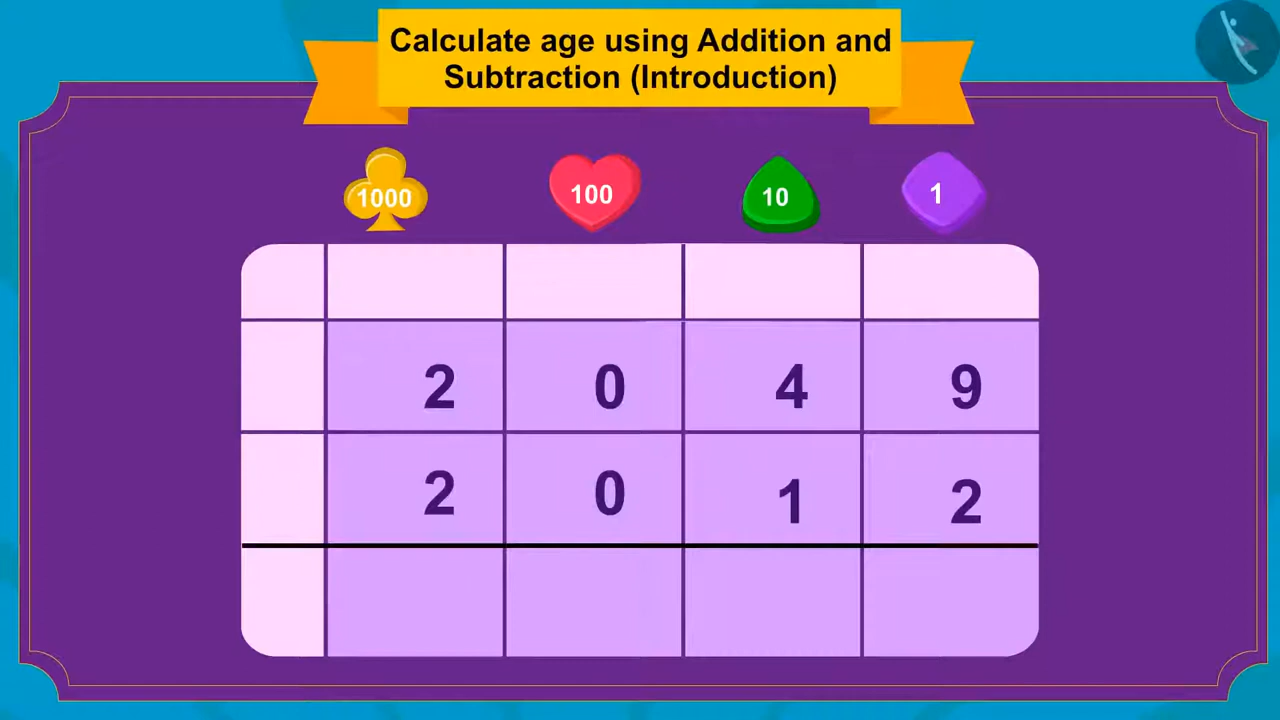 Calculate age using Addition and
Subtraction (Introduction)
1000 100 10 1
2 0 4 9
2 0 1 2